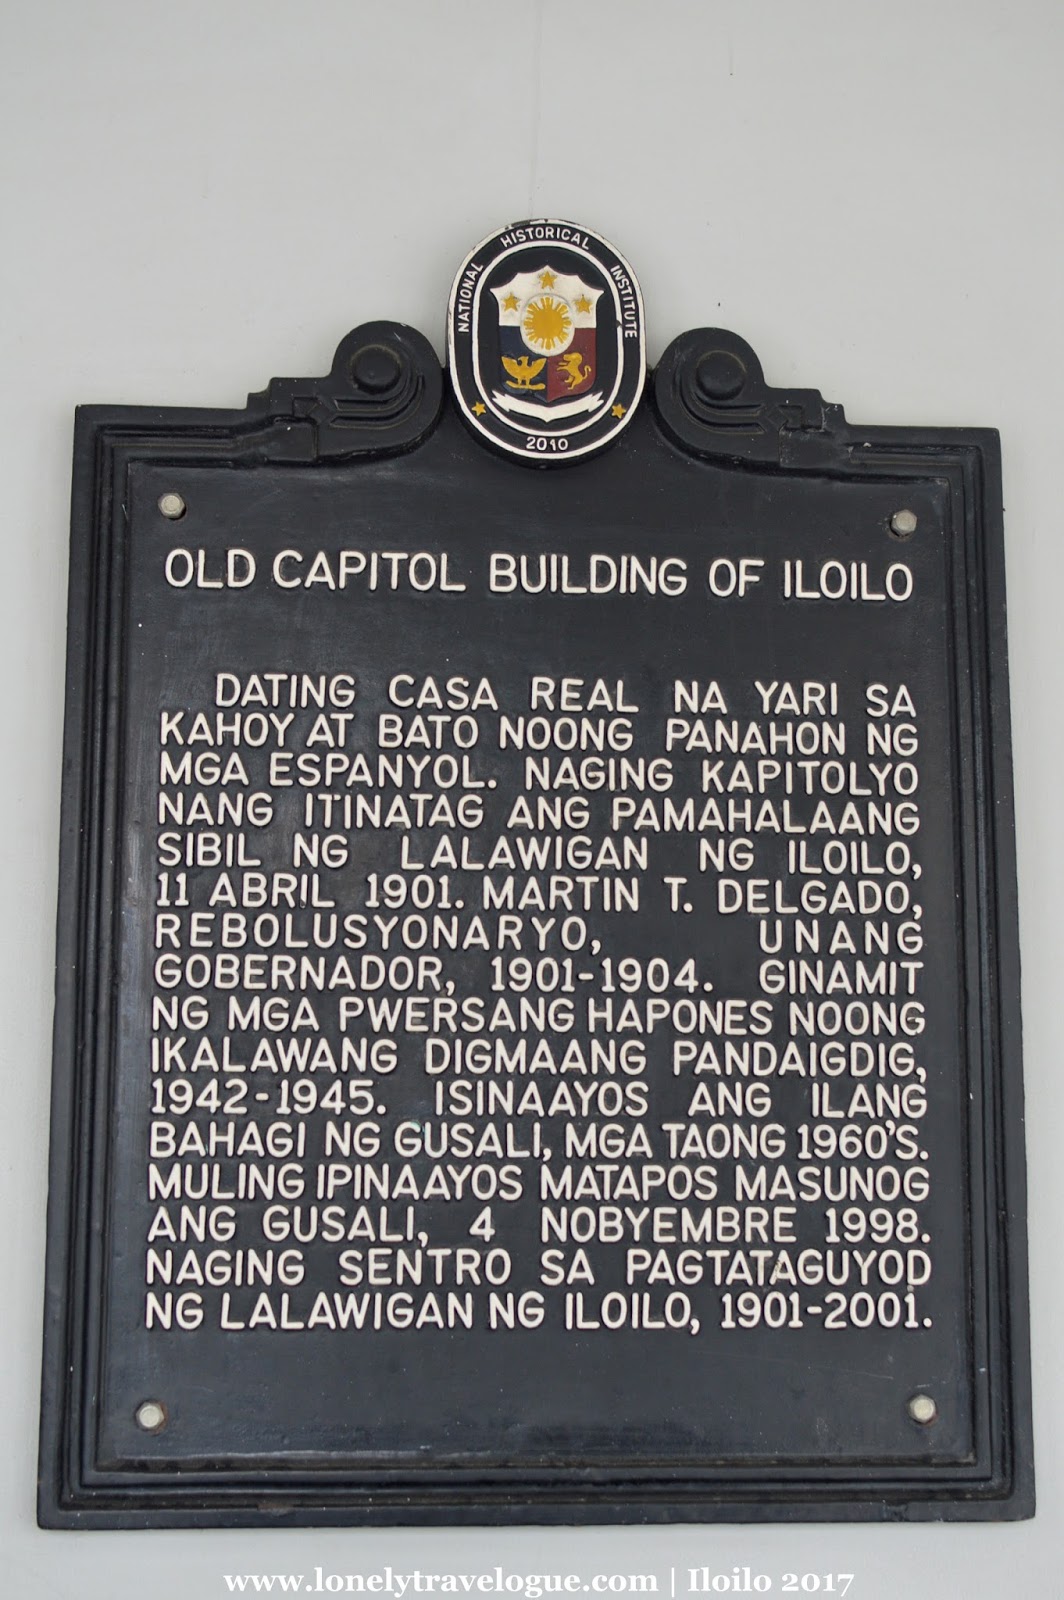 NATIONAL HISTORICAL INSTITUTE
2010
OLD CAPITOL BUILDING OF ILOILO
DATING CASA REAL NA YARI SA
KAHOY AT BATO NOONG PANAHON NG
MGA ESPANYOL. NAGING KAPITOLYO
NANG ITINATAG ANG PAMAHALAANG
SIBIL NG LALAWIGAN NG ILOILO,
11 ABRIL 1901. MARTIN T. DELGADO,
REBOLUSYONARYO, UNANG
GOBERNADOR, 1901-1904. GINAMIT
NG MGA PWERSANG HAPONES NOONG
IKALAWANG DIGMAANG PANDAIGDIG,
1942-1945. ISINAAYOS ANG ILANG
BAHAGI NG GUSALI, MGA TAONG 1960'S.
MULING IPINAAYOS MATAPOS MASUNOG
ANG GUSALI, 4 NOBYEMBRE 1998.
NAGING SENTRO SA PAGTATAGUYOD
NG LALAWIGAN NG ILOILO, 1901-2001.
www.lonelytravelogue.com | Iloilo 2017